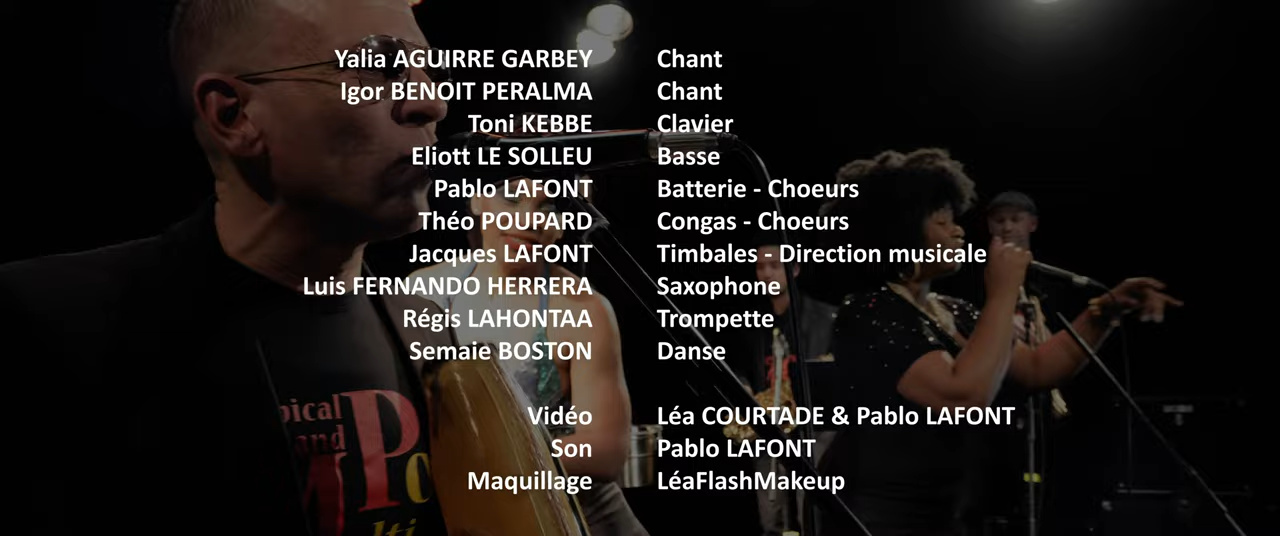 Yalia AGUIRRE GARBEY Chant
Igor BENOIT PERALMA Chant
Toni KEBBE Clavier
Eliott LE SOLLEU Basse
Pablo LAFONT Batterie - Choeurs
Théo POUPARD Congas - Choeurs
Jacques LAFONT Timbales - Direction musicale
Luis FERNANDO HERRERA Saxophone
Régis LAHONTAA Trompette
Semaie BOSTON Danse
Vidéo Léa COURTADE & Pablo LAFONT
Son Pablo LAFONT
Maquillage LéaFlashMakeup